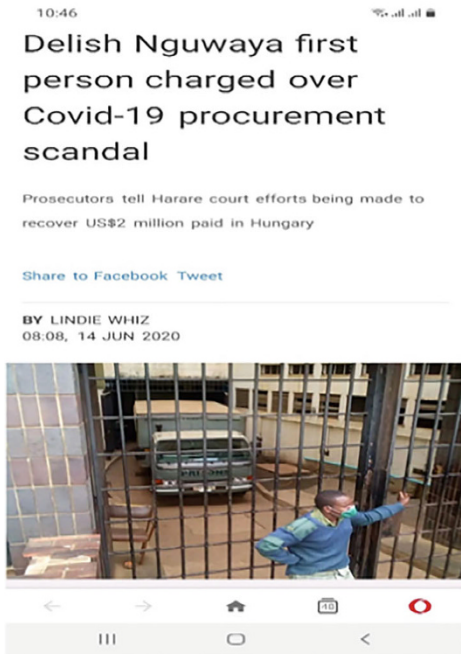 10:46
Delish Nguwaya first
person charged over
Covid-19 procurement
scandal
Prosecutors tell Harare court efforts being made to
recover US$2 million paid in Hungary
Share to Facebook Tweet
BY LINDIE WHIZ
08:08, 14 JUN 2020